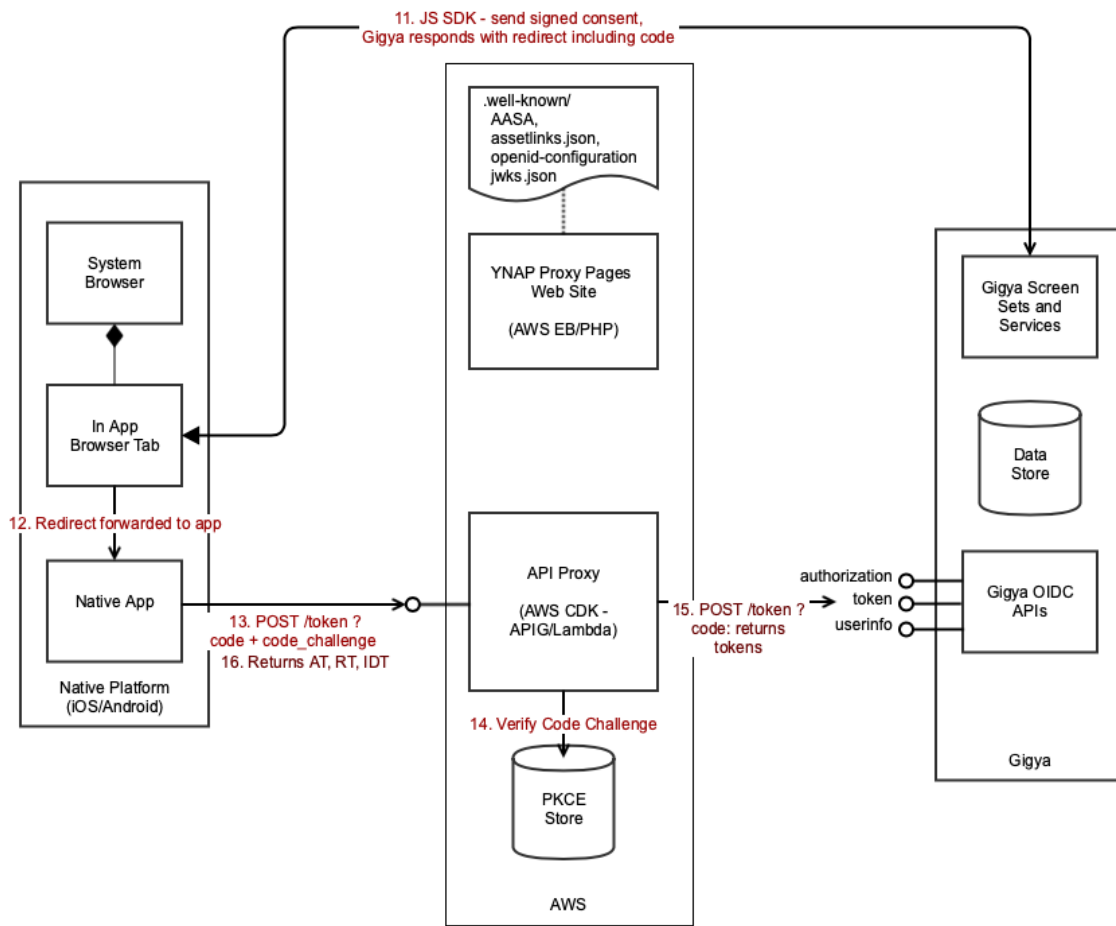 11. JS SDK - send signed consent,
Gigya responds with redirect including code
.well-known/
AASA,
assetlinks.json,
openid-configuration
jwks.json
System
Browser
YNAP Proxy Pages
Web Site
(AWS EB/PHP)
Gigya Screen
Sets and
Services
In App
Browser Tab
Data
Store
12. Redirect forwarded to app
Native App
API Proxy
(AWS CDK -
APIG/Lambda)
authorization
token
userinfo
Gigya OIDC
APIs
13. POST /token ?
code + code_challenge
16. Returns AT, RT, IDT
15. POST /token ?
code: returns
tokens
Native Platform
(iOS/Android)
14. Verify Code Challenge
PKCE
Store
Gigya
AWS